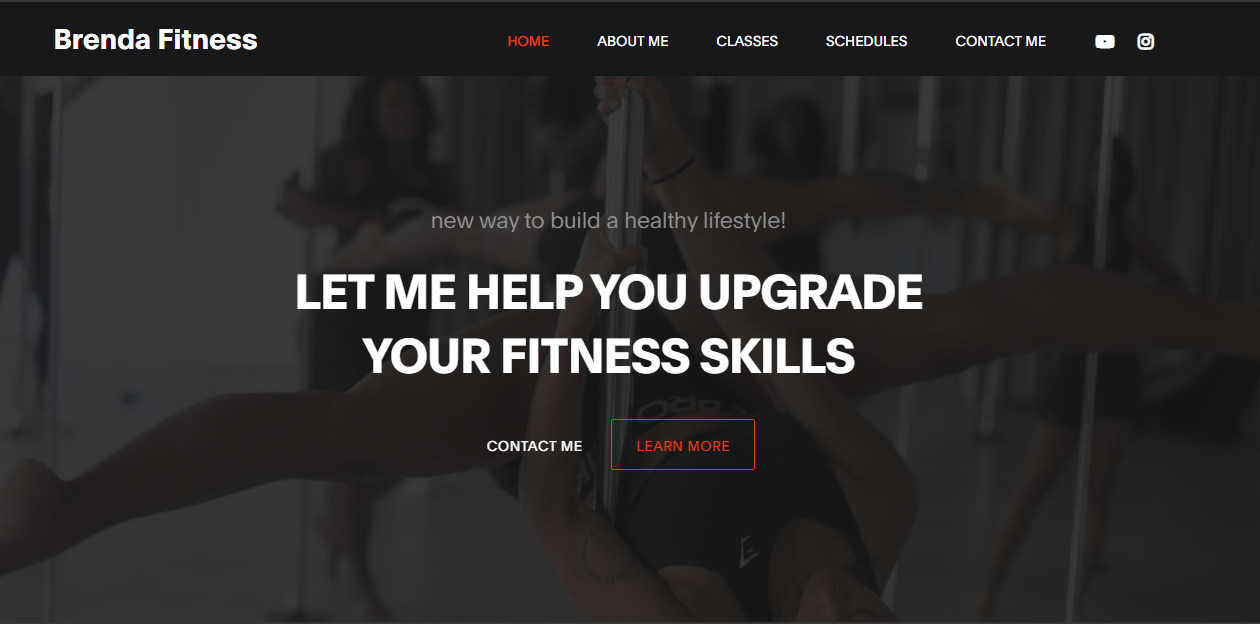 Brenda Fitness
HOME ABOUT ME CLASSES SCHEDULES CONTACT ME
new way to build a healthy lifestyle!
LET ME HELP YOU UPGRADE
YOUR FITNESS SKILLS
CONTACT ME LEARN MORE